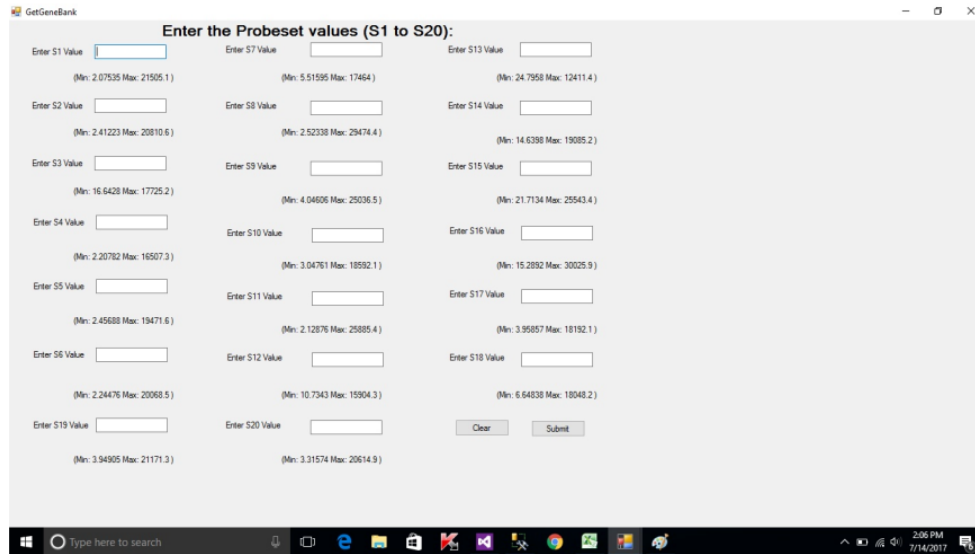 GetGeneBank
Enter the Probeset values (S1 to S20):
Enter S1 Value
(Min: 2.07535 Max: 21505.1 )
Enter S2 Value
(Min: 2.41223 Max: 20810.6 )
Enter S3 Value
(Min: 16.6428 Max: 17725.2 )
Enter S4 Value
(Min: 2.20782 Max: 16507.3 )
Enter S5 Value
(Min: 2.45688 Max: 19471.6 )
Enter S6 Value
(Min: 2.24476 Max: 20068.5 )
Enter S19 Value
(Min: 3.94905 Max: 21171.3 )
Enter S7 Value
(Min: 5.51595 Max: 17464 )
Enter S8 Value
(Min: 2.52338 Max: 29474.4 )
Enter S9 Value
(Min: 4.04606 Max: 25036.5 )
Enter S10 Value
(Min: 3.04761 Max: 18592.1 )
Enter S11 Value
(Min: 2.12876 Max: 25885.4 )
Enter S12 Value
(Min: 10.7343 Max: 15904.3 )
Enter S20 Value
(Min: 3.31574 Max: 20614.9 )
Enter S13 Value
(Min: 24.7958 Max: 12411.4 )
Enter S14 Value
(Min: 14.6398 Max: 19085.2 )
Enter S15 Value
(Min: 21.7134 Max: 25543.4 )
Enter S16 Value
(Min: 15.2892 Max: 30025.9 )
Enter S17 Value
(Min: 3.95857 Max: 18192.1 )
Enter S18 Value
(Min: 6.64838 Max: 18048.2 )
Clear
Submit
Type here to search
2:06 PM
7/14/2017